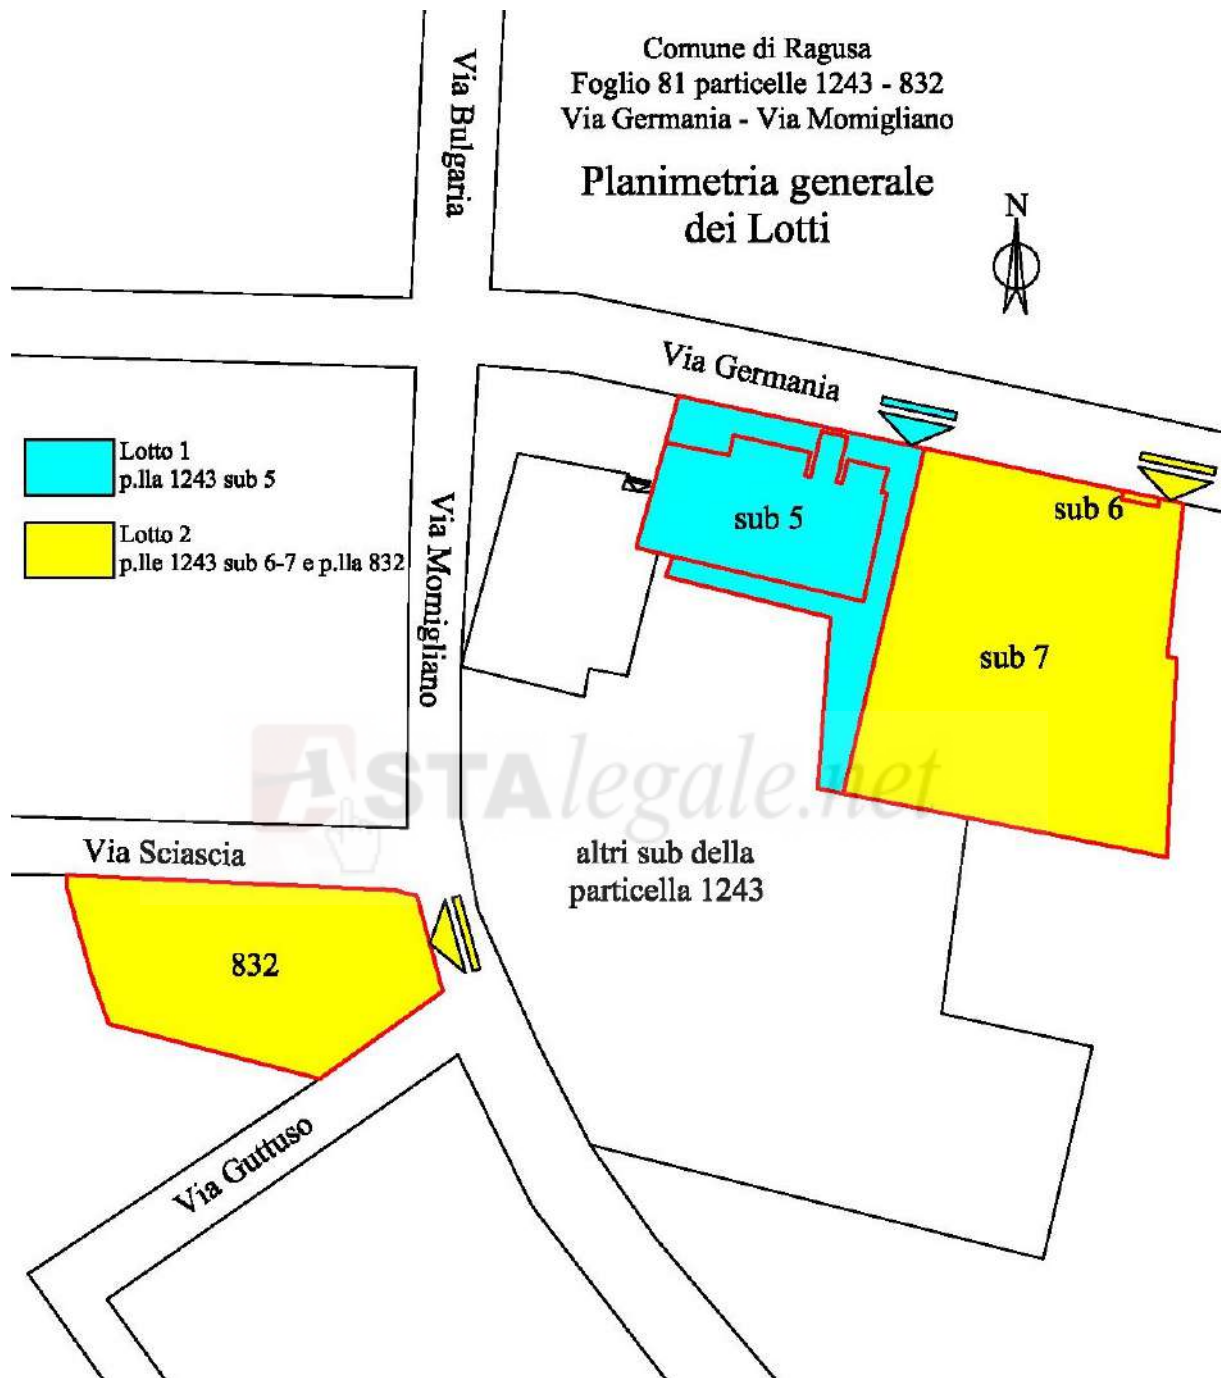 Comune di Ragusa
Foglio 81 particelle 1243 - 832
Via Germania - Via Momigliano
Planimetria generale
dei Lotti
N
Via Bulgaria
Via Germania
Lotto 1
p.lla 1243 sub 5
Lotto 2
p.lle 1243 sub 6-7 e p.lla 832
Via Momigliano
sub 5
sub 6
sub 7
ASTAlegale.net
Via Sciascia
altri sub della
particella 1243
832
Via Guttuso